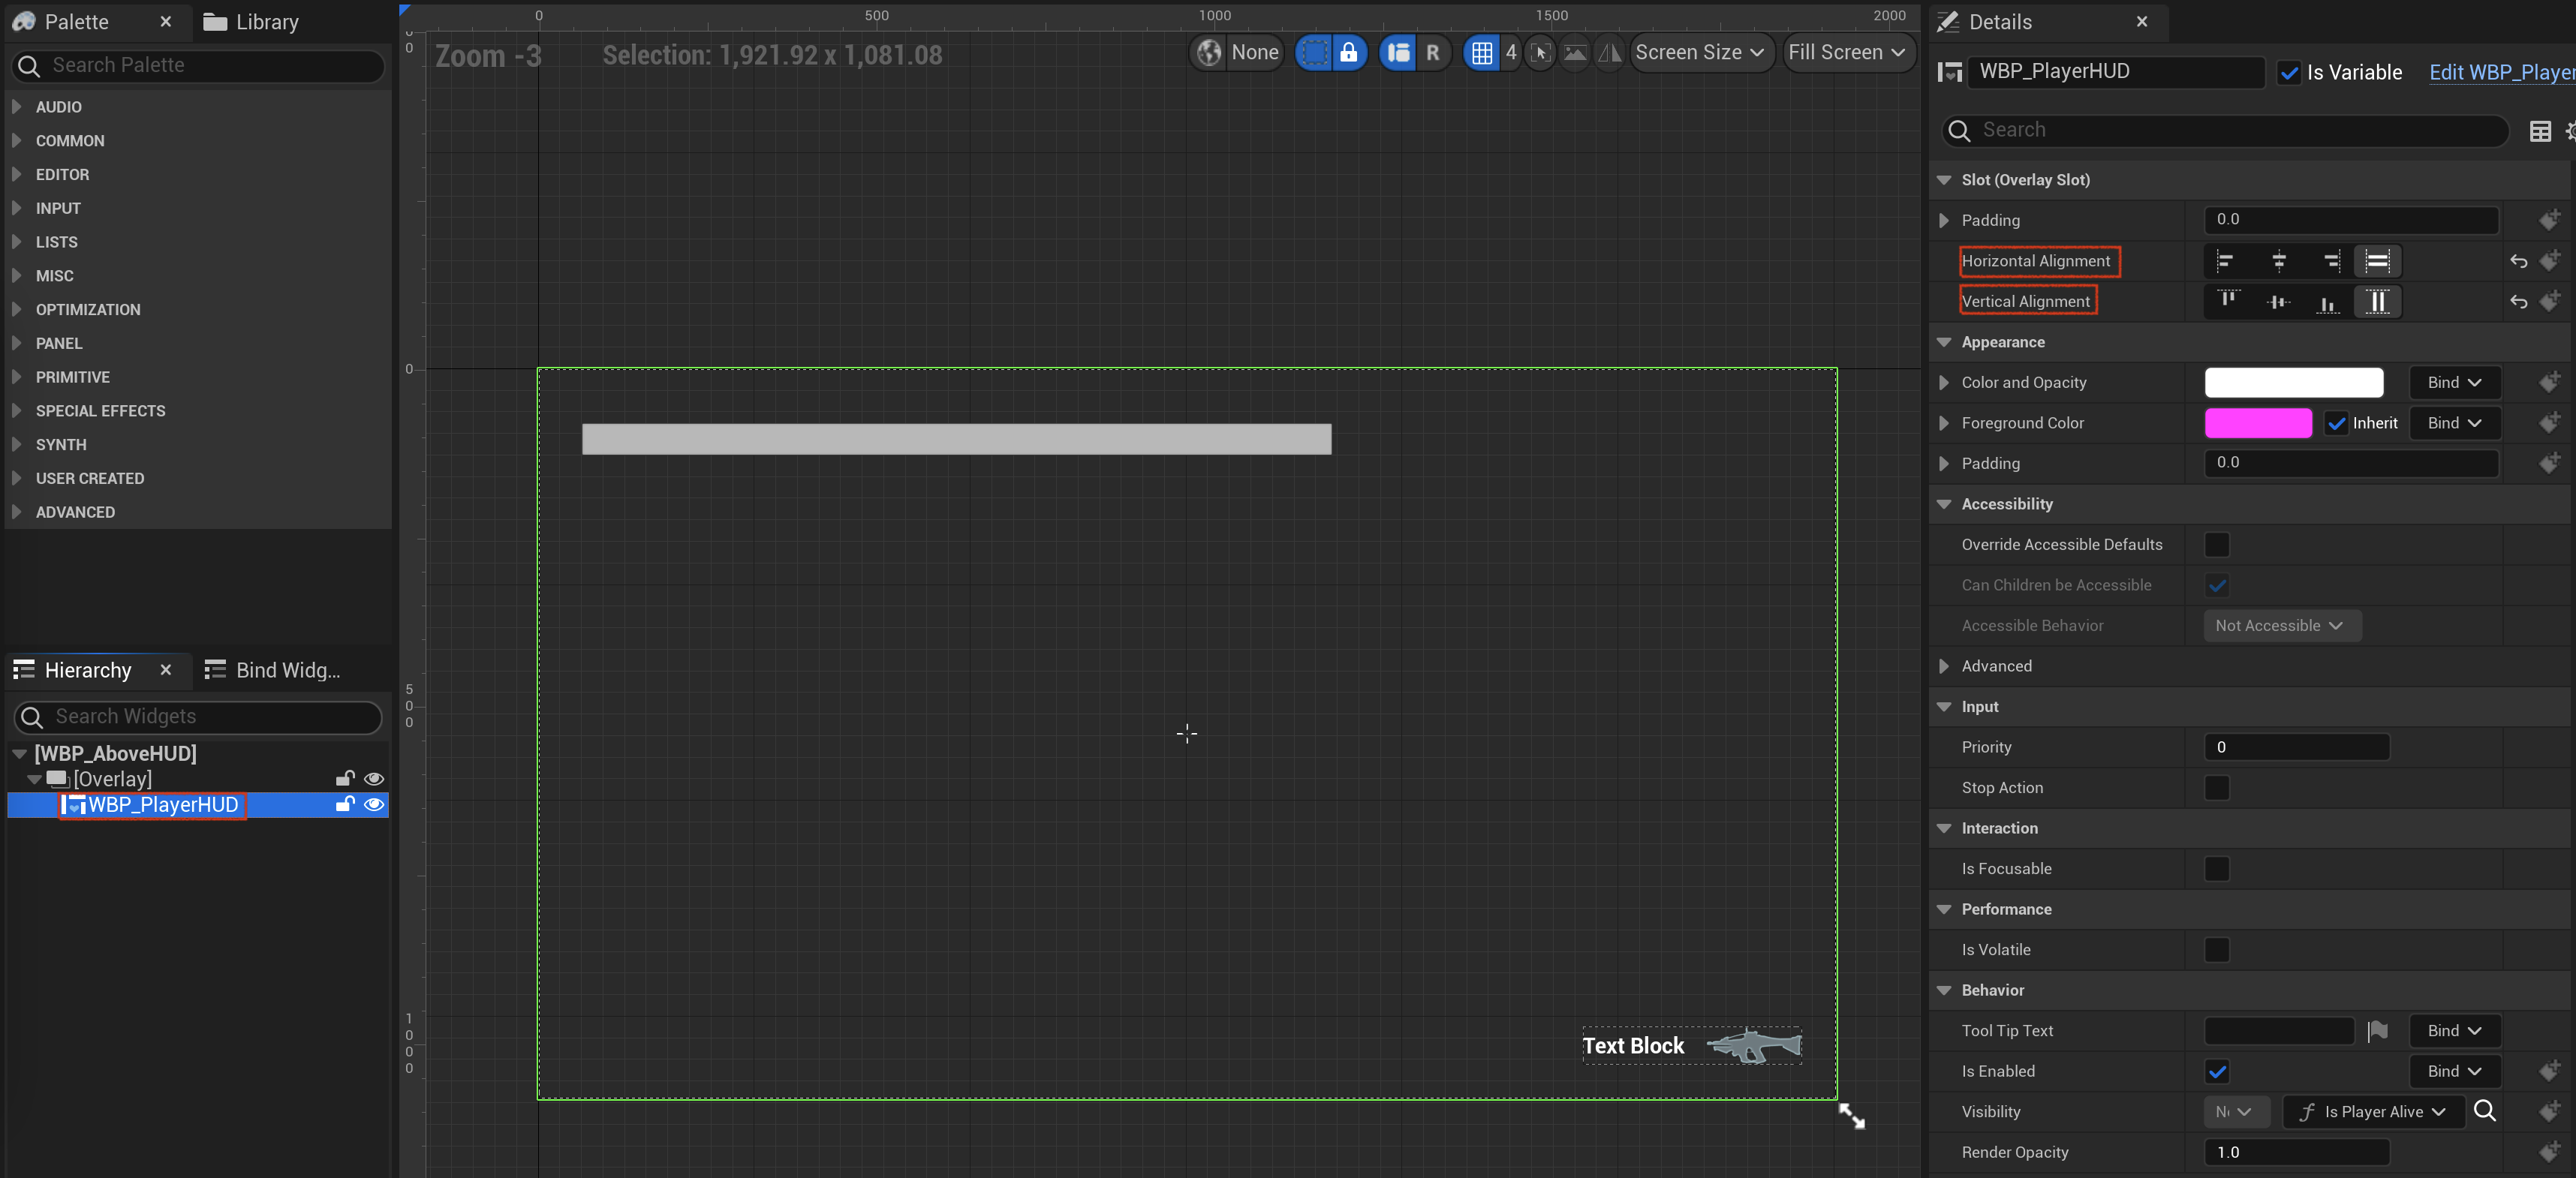 Palette
Library
Search Palette
AUDIO
COMMON
EDITOR
INPUT
LISTS
MISC
OPTIMIZATION
PANEL
PRIMITIVE
SPECIAL EFFECTS
SYNTH
USER CREATED
ADVANCED
Hierarchy
Bind Widg...
Search Widgets
[WBP_AboveHUD]
[Overlay]
WBP_PlayerHUD
0 500 1000 1500 2000
0
0
500
1000
Zoom -3
Selection: 1,921.92 x 1,081.08
None
R
4
Screen Size
Fill Screen
Text Block
Details
WBP_PlayerHUD
Is Variable
Edit WBP_Player
Search
Slot (Overlay Slot)
Padding 0.0
Horizontal Alignment
Vertical Alignment
Appearance
Color and Opacity Bind
Foreground Color Inherit Bind
Padding 0.0
Accessibility
Override Accessible Defaults
Can Children be Accessible
Accessible Behavior Not Accessible
Advanced
Input
Priority 0
Stop Action
Interaction
Is Focusable
Performance
Is Volatile
Behavior
Tool Tip Text Bind
Is Enabled Bind
Visibility Is Player Alive
Render Opacity 1.0